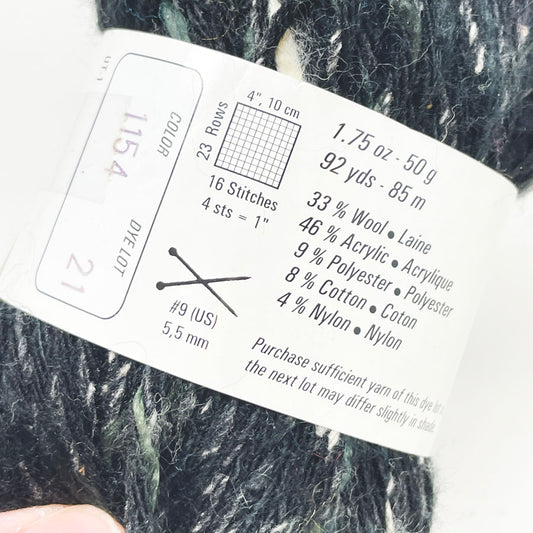 COLOR
1154
DYE LOT
21
4", 10 cm
23 Rows
16 Stitches
4 sts = 1"
#9 (US)
5,5 mm
1.75 oz - 50 g
92 yds - 85 m
33 % Wool • Laine
46 % Acrylic • Acrylique
9 % Polyester • Polyester
8 % Cotton • Coton
4 % Nylon • Nylon
Purchase sufficient yarn of this dye lot
the next lot may differ slightly in shade.